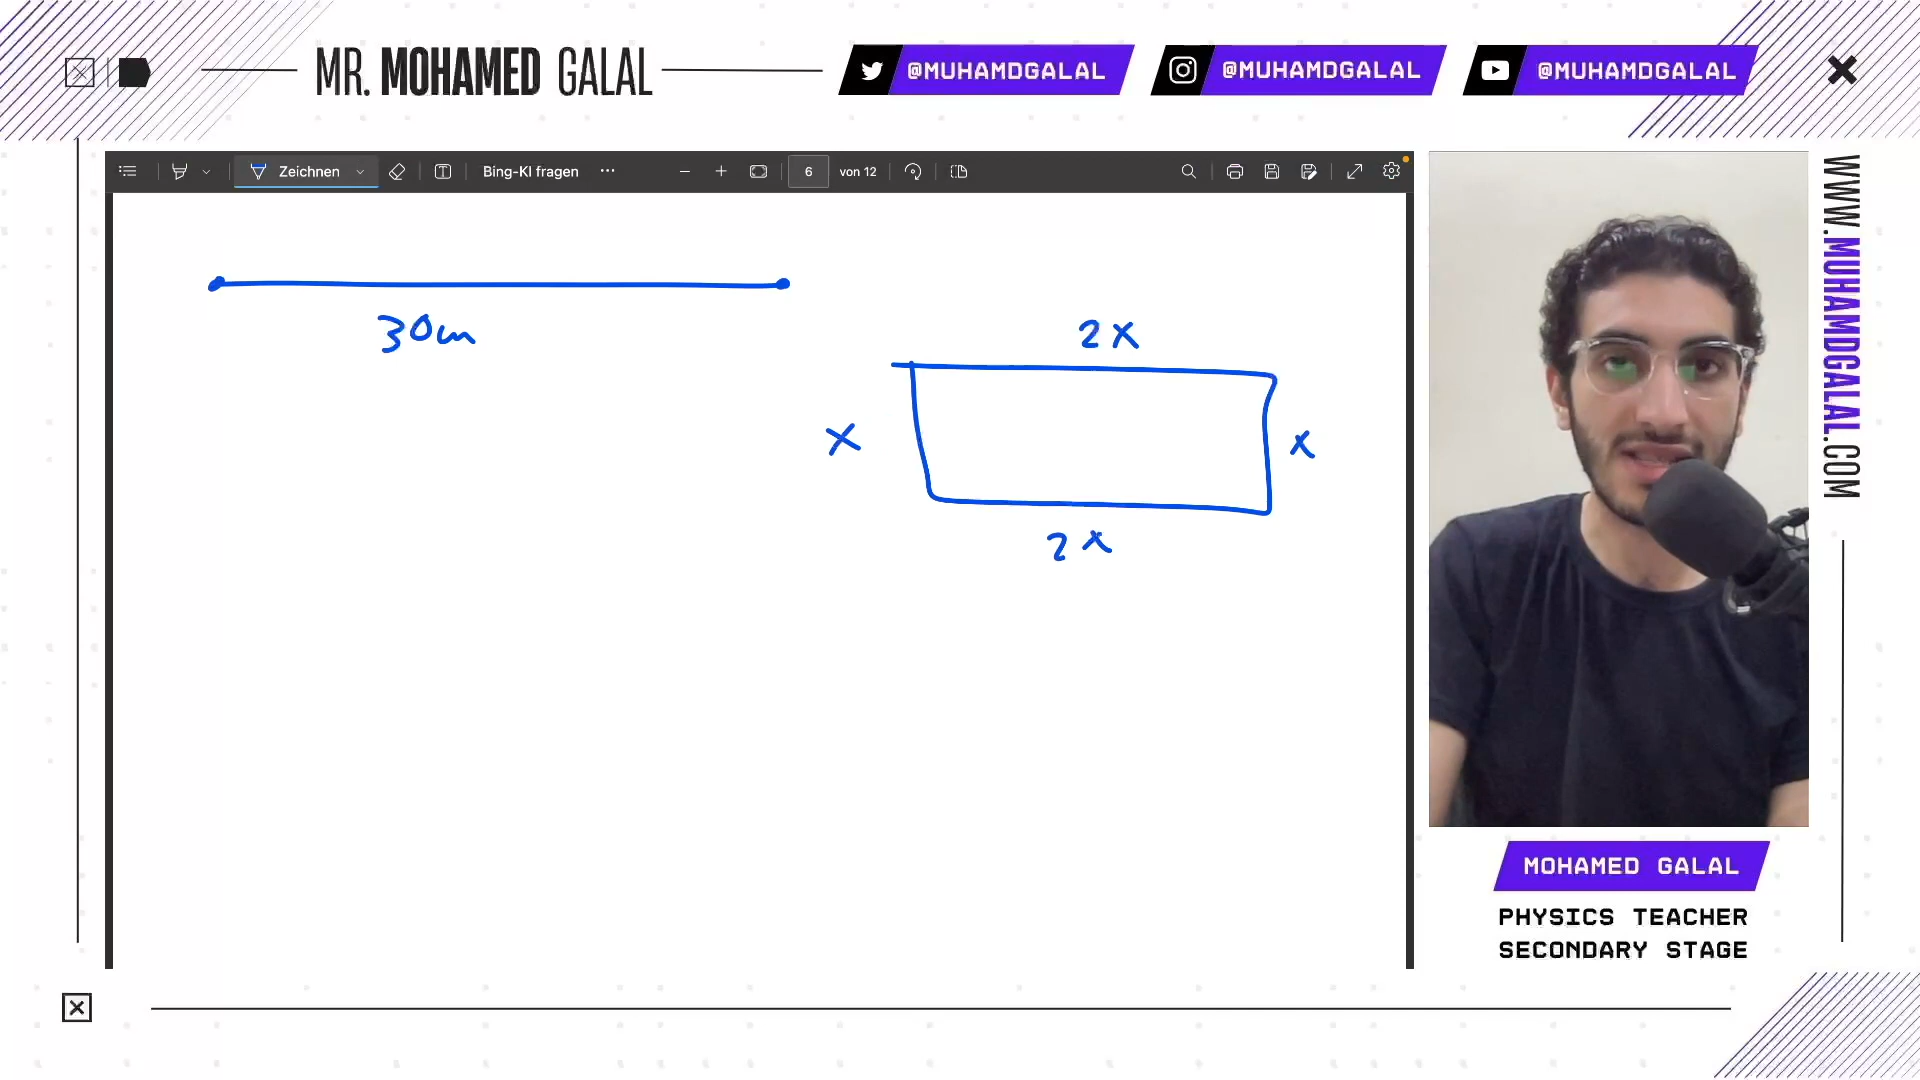 MR. MOHAMED GALAL
@MUHAMDGALAL
@MUHAMDGALAL
@MUHAMDGALAL
Zeichnen
Bing-KI fragen
6
von 12
30cm
2x
x
x
2x
WWW.MUHAMDGALAL.COM
MOHAMED GALAL
PHYSICS TEACHER
SECONDARY STAGE